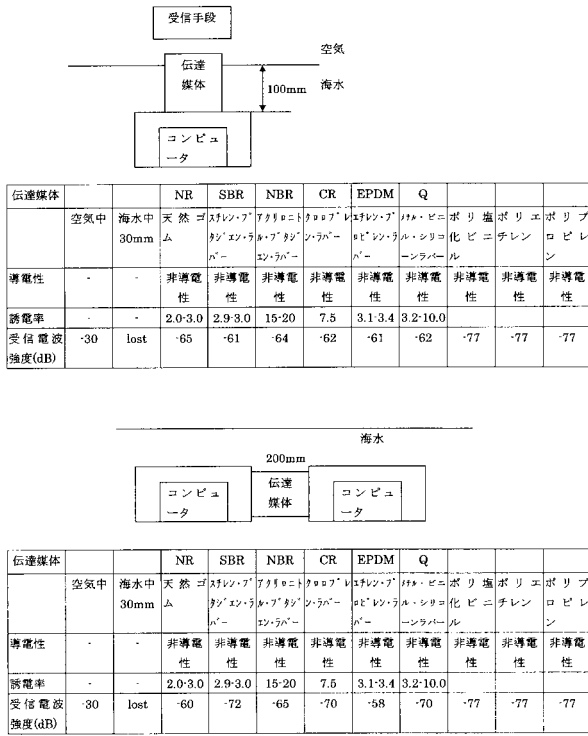 受信手段
空気
伝達
媒体
100mm
海水
コンピュ
ータ
伝達媒体 NR SBR NBR CR EPDM Q
空気中 海水中 天然ゴ スチレン・ブ アクリロニト クロロプレ エチレン・プ メチル・ビニ ポリ塩 ポリエ ポリプ
30mm ム タジエン・ラ ル・ブタジ ン・ラバー ロピレン・ラ ル・シリコ 化ビニ チレン ロピレ
バー エン・ラバー バー ーンラバー ル ン
導電性 - - 非導電 非導電 非導電 非導電 非導電 非導電 非導電 非導電 非導電
性 性 性 性 性 性 性 性 性
誘電率 - - 2.0-3.0 2.9-3.0 15-20 7.5 3.1-3.4 3.2-10.0
受信電波 -30 lost -65 -61 -64 -62 -61 -62 -77 -77 -77
強度(dB)
海水
200mm
伝達
媒体
コンピュ コンピュ
ータ ータ
伝達媒体 NR SBR NBR CR EPDM Q
空気中 海水中 天然ゴ スチレン・ブ アクリロニト クロロプレ エチレン・プ メチル・ビニ ポリ塩 ポリエ ポリプ
30mm ム タジエン・ラ ル・ブタジ ン・ラバー ロピレン・ラ ル・シリコ 化ビニ チレン ロピレ
バー エン・ラバー バー ーンラバー ル ン
導電性 - - 非導電 非導電 非導電 非導電 非導電 非導電 非導電 非導電 非導電
性 性 性 性 性 性 性 性 性
誘電率 - - 2.0-3.0 2.9-3.0 15-20 7.5 3.1-3.4 3.2-10.0
受信電波 -30 lost -60 -72 -65 -70 -58 -70 -77 -77 -77
強度(dB)